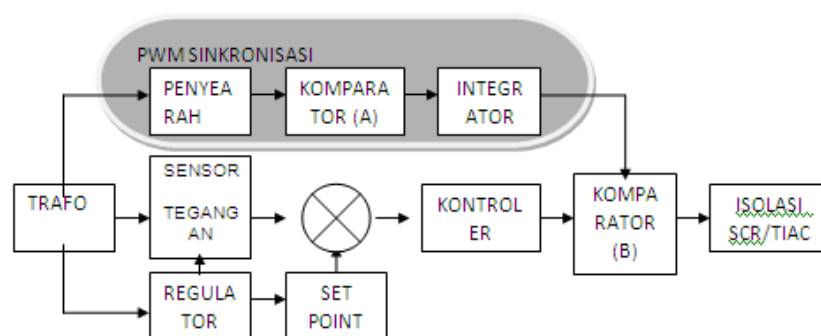 PWM SINKRONISASI
PENYEA
RAH
KOMPARA
TOR (A)
INTEGR
ATOR
TRAFO
SENSOR
TEGANG
AN
KONTROL
ER
KOMPA
RATOR
(B)
ISOLASI
SCR/TIAC
REGULA
TOR
SET
POINT